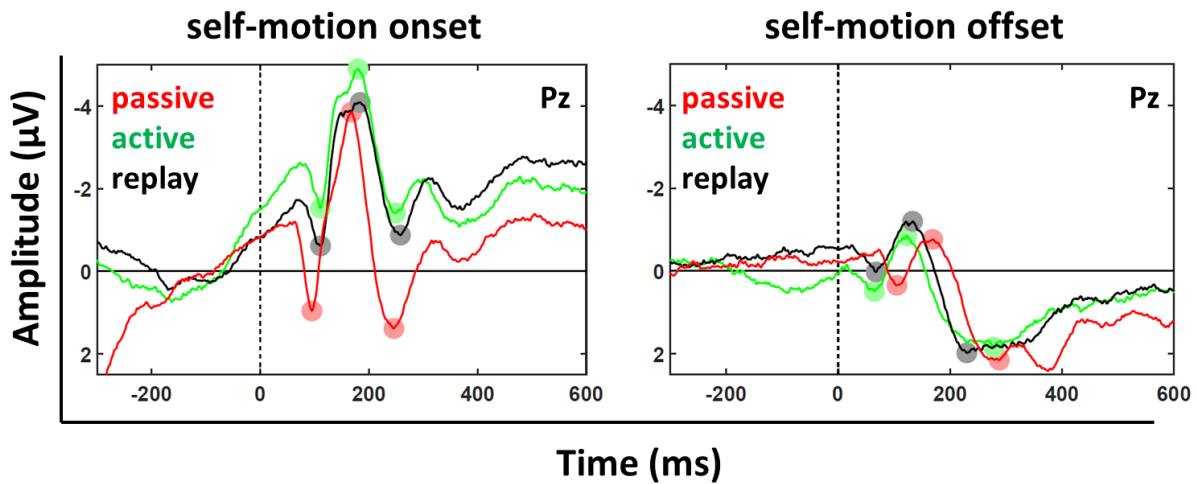 self-motion onset
self-motion offset
Amplitude (µV)
-4
-2
0
2
passive
active
replay
Pz
-200
0
200
400
600
-4
-2
0
2
passive
active
replay
Pz
-200
0
200
400
600
Time (ms)